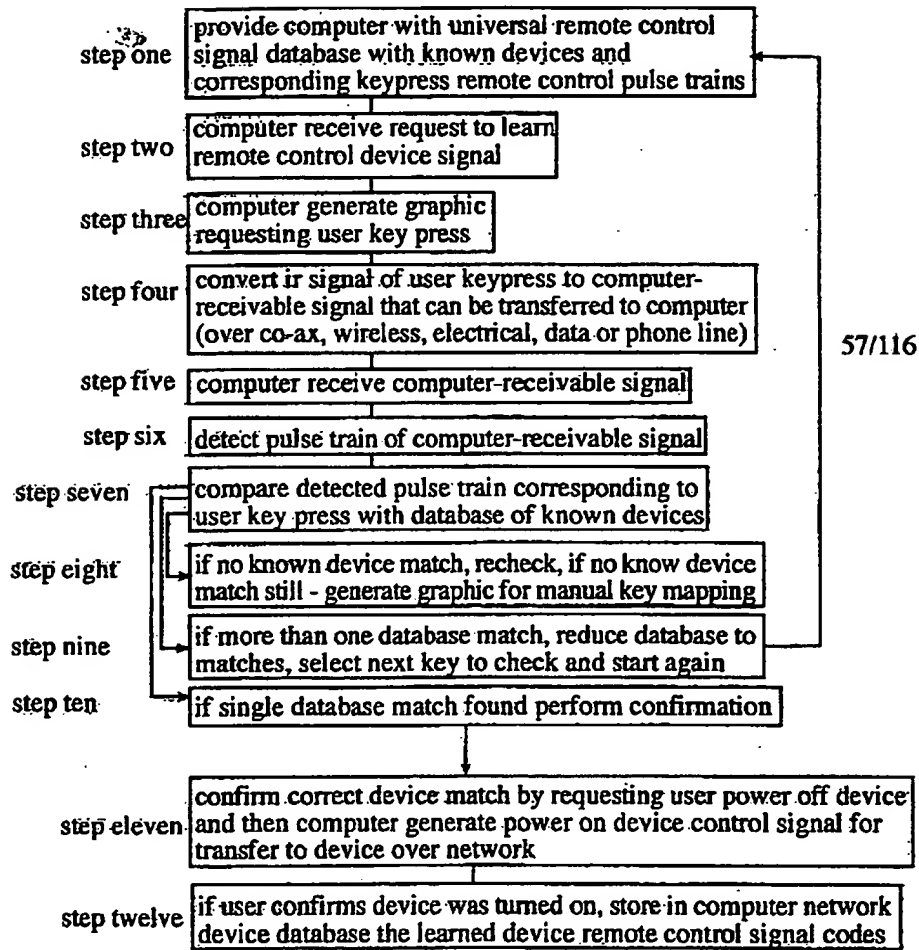 step one
provide computer with universal remote control
signal database with known devices and
corresponding keypress remote control pulse trains
step two
computer receive request to learn
remote control device signal
step three
computer generate graphic
requesting user key press
step four
convert ir signal of user keypress to computer-
receivable signal that can be transferred to computer
(over co-ax, wireless, electrical, data or phone line)
57/116
step five
computer receive computer-receivable signal
step six
detect pulse train of computer-receivable signal
step seven
compare detected pulse train corresponding to
user key press with database of known devices
step eight
if no known device match, recheck, if no know device
match still - generate graphic for manual key mapping
step nine
if more than one database match, reduce database to
matches, select next key to check and start again
step ten
if single database match found perform confirmation
step eleven
confirm correct device match by requesting user power off device
and then computer generate power on device control signal for
transfer to device over network
step twelve
if user confirms device was turned on, store in computer network
device database the learned device remote control signal codes